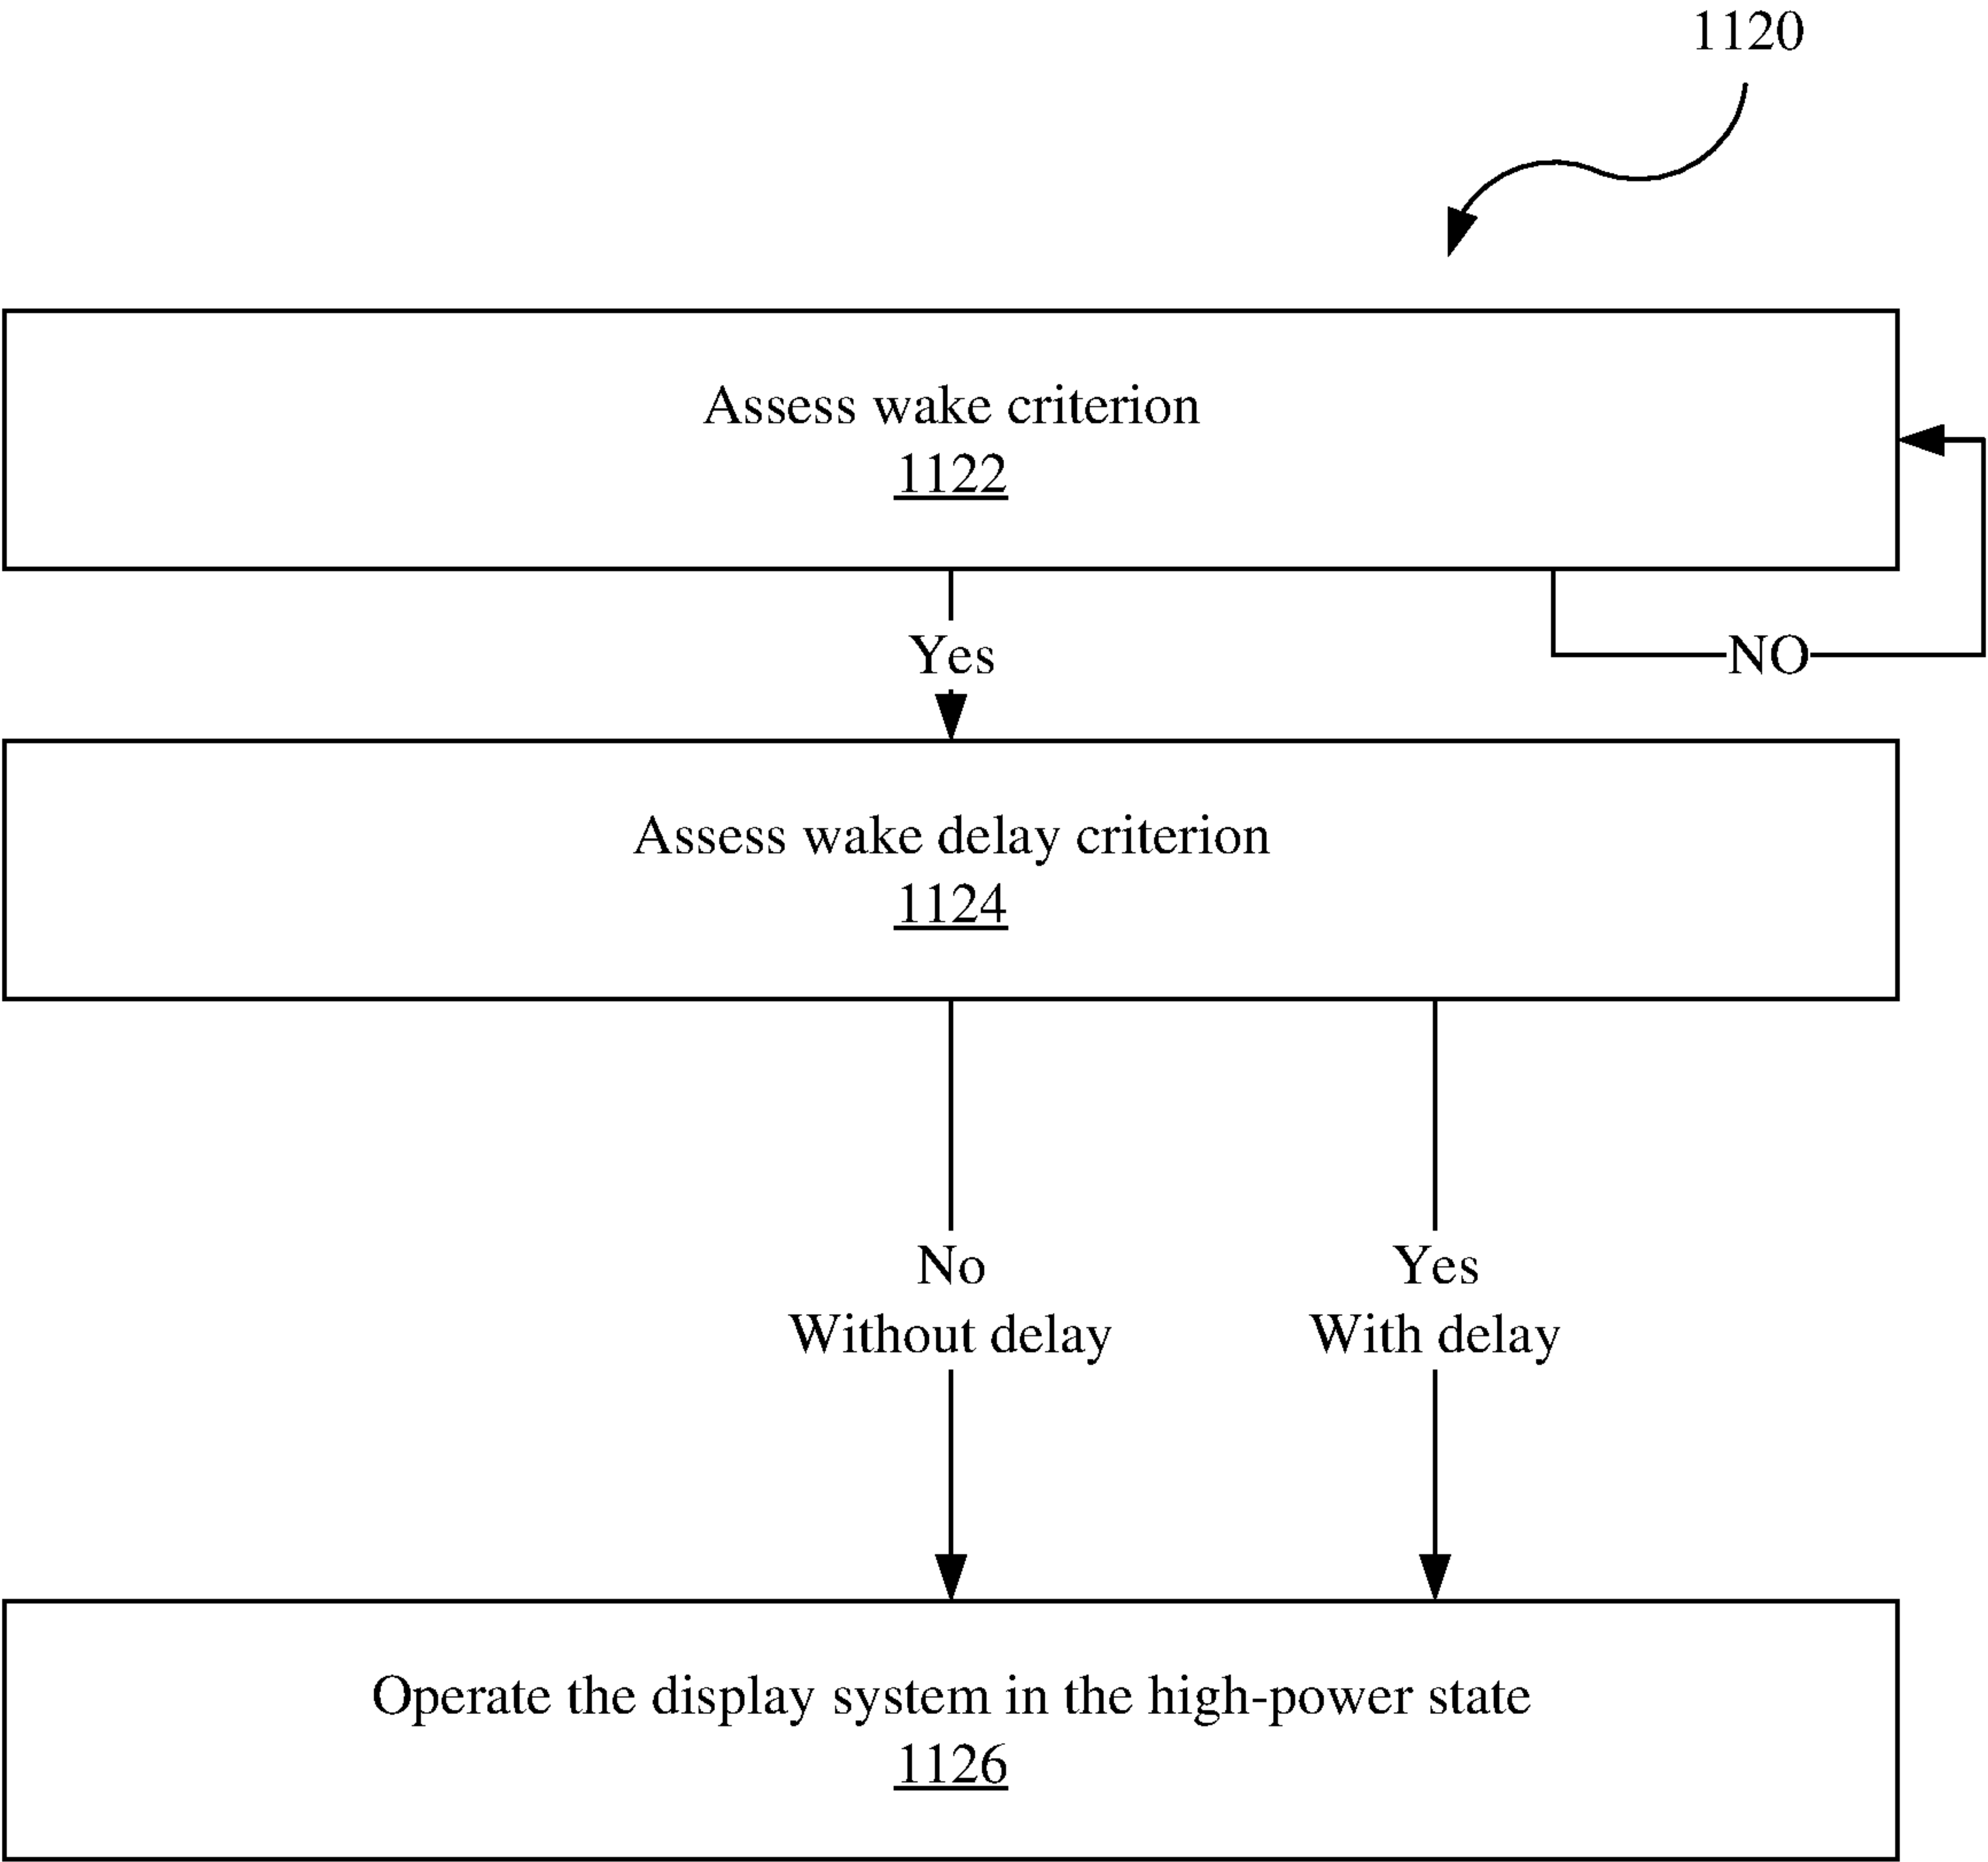 1120
Assess wake criterion
1122
Yes
NO
Assess wake delay criterion
1124
No
Without delay
Yes
With delay
Operate the display system in the high-power state
1126